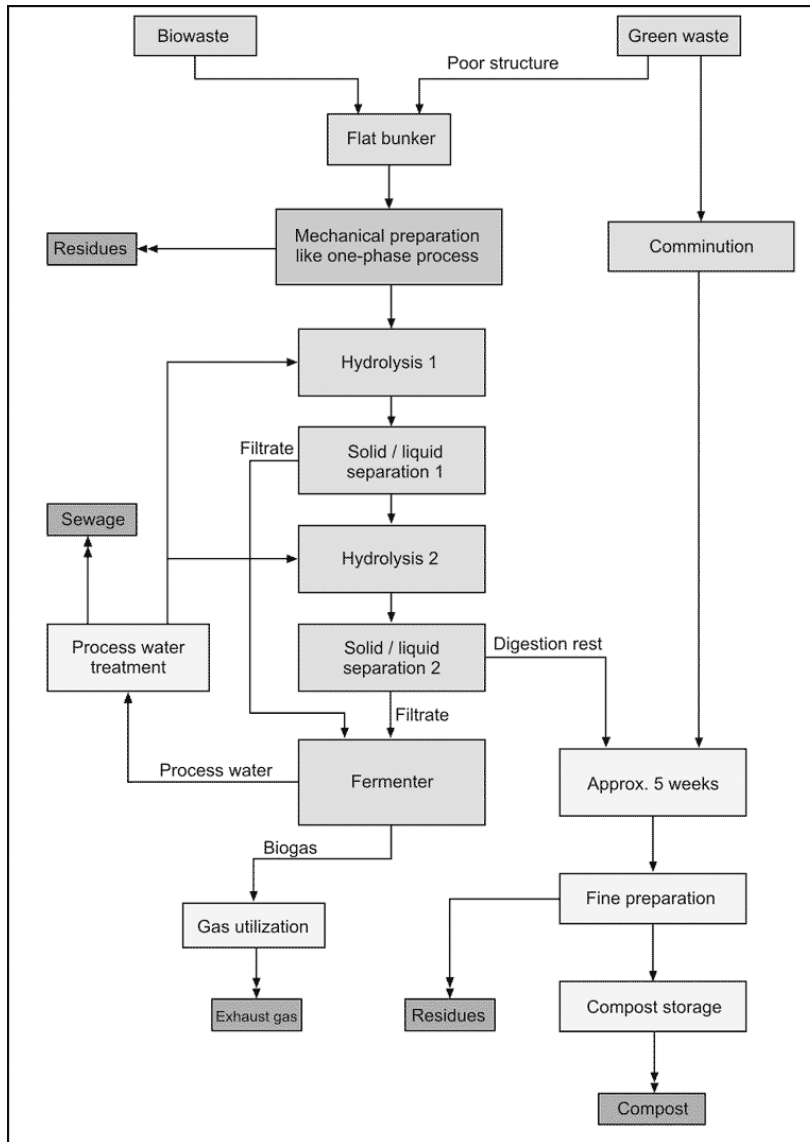 Biowaste
Green waste
Poor structure
Flat bunker
Residues
Mechanical preparation
like one-phase process
Comminution
Hydrolysis 1
Filtrate
Solid / liquid
separation 1
Sewage
Hydrolysis 2
Process water
treatment
Solid / liquid
separation 2
Digestion rest
Filtrate
Process water
Fermenter
Approx. 5 weeks
Biogas
Gas utilization
Fine preparation
Exhaust gas
Residues
Compost storage
Compost